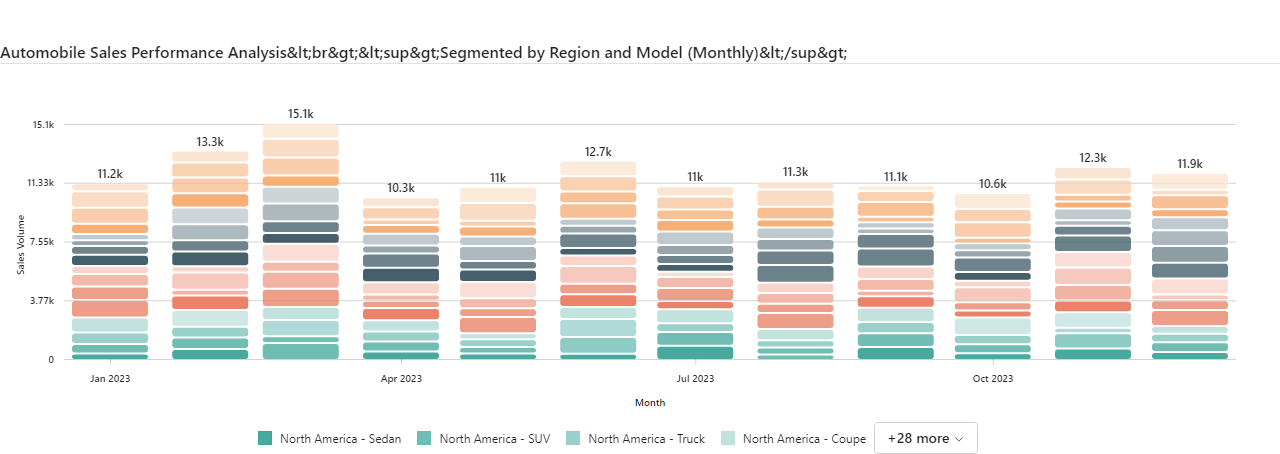 Automobile Sales Performance Analysis&lt;br&gt;&lt;sup&gt;Segmented by Region and Model (Monthly)&lt;/sup&gt;
15.1k
13.3k
12.7k
12.3k
11.2k
10.3k
11k
11k
11.3k
11.1k
10.6k
11.9k
15.1k
11.33k
7.55k
3.77k
0
Sales Volume
Jan 2023
Apr 2023
Jul 2023
Oct 2023
Month
North America - Sedan
North America - SUV
North America - Truck
North America - Coupe
+28 more